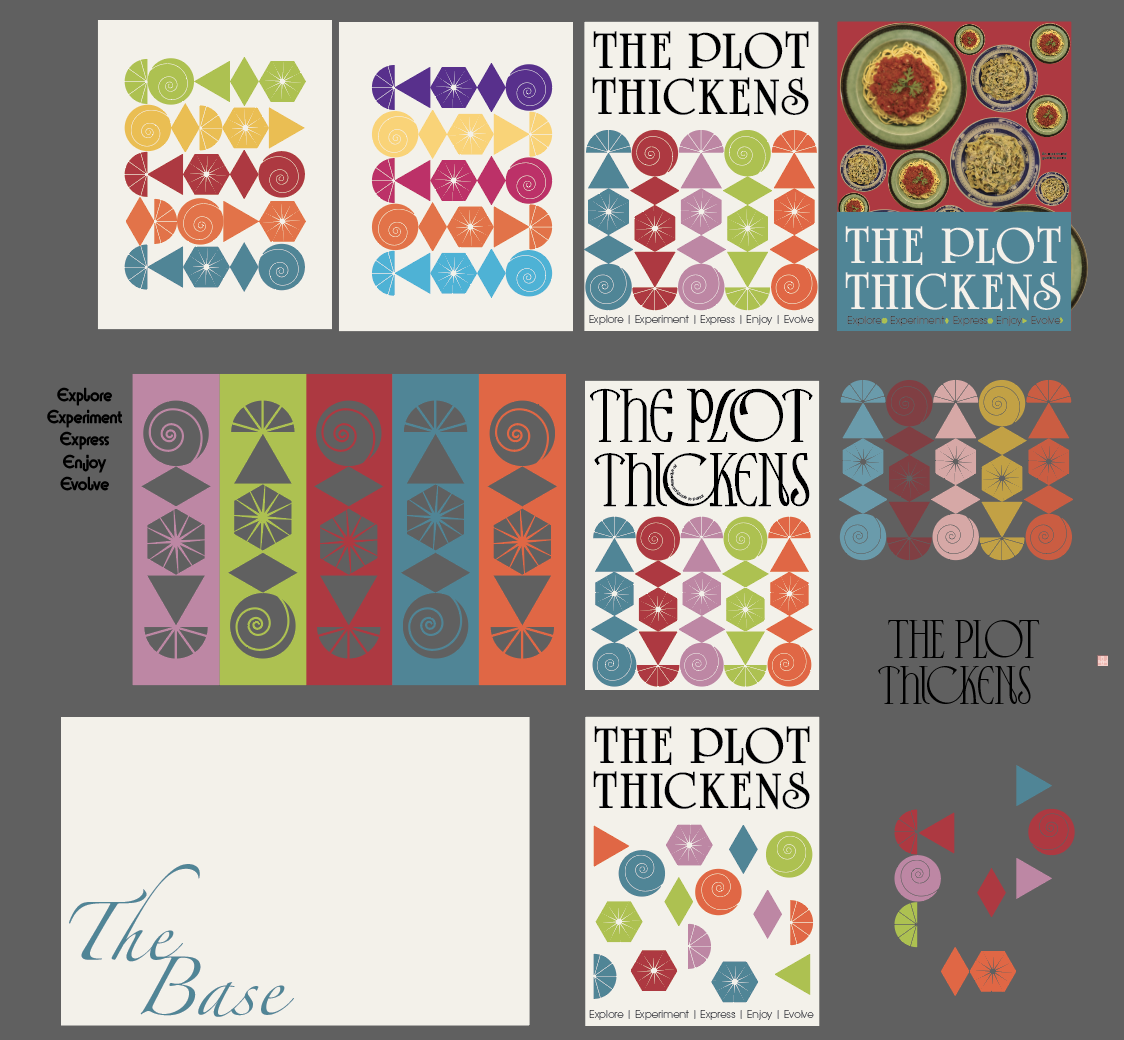 THE PLOT
THICKENS
Explore | Experiment | Express | Enjoy | Evolve
THE PLOT
THICKENS
Explore Experiment Express Enjoy Evolve
Explore
Experiment
Express
Enjoy
Evolve
ThE PLOT
ThICKENS
THE PLOT
ThICKENS
The
Base
THE PLOT
THICKENS
Explore | Experiment | Express | Enjoy | Evolve